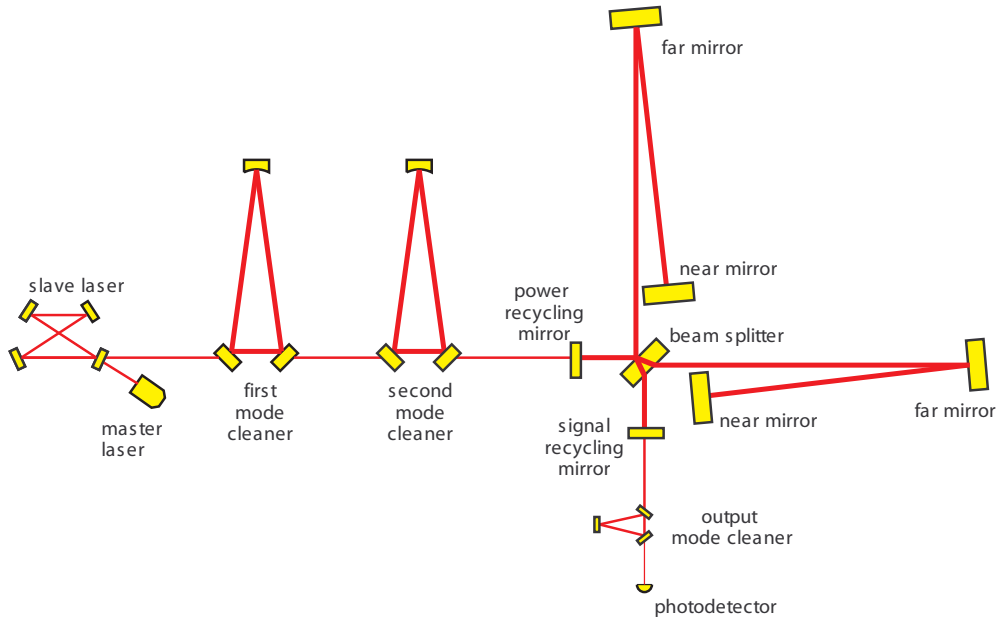 far mirror
slave laser
near mirror
power
recycling
mirror
beam splitter
first
mode
cleaner
second
mode
cleaner
master
laser
near mirror
far mirror
signal
recycling
mirror
output
mode cleaner
photodetector